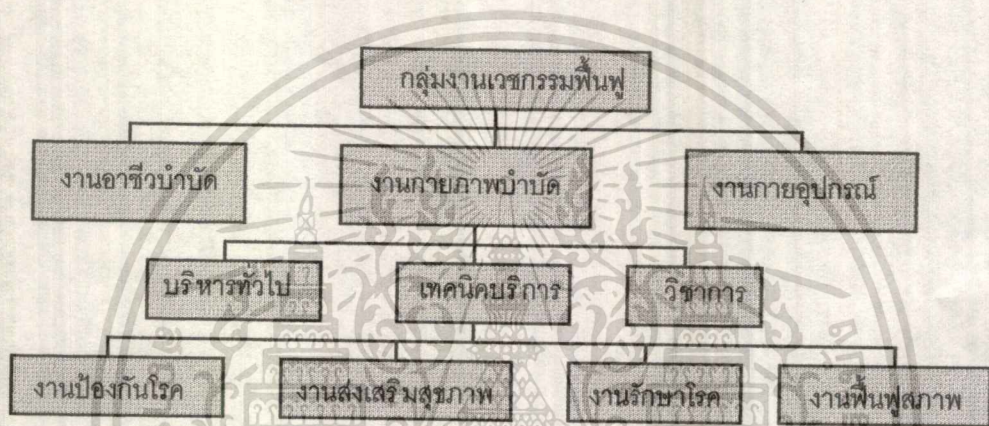 กลุ่มงานเวชกรรมฟื้นฟู
งานอาชีวบำบัด
งานกายภาพบำบัด
งานกายอุปกรณ์
บริหารทั่วไป
เทคนิคบริการ
วิชาการ
งานป้องกันโรค
งานส่งเสริมสุขภาพ
งานรักษาโรค
งานฟื้นฟูสภาพ